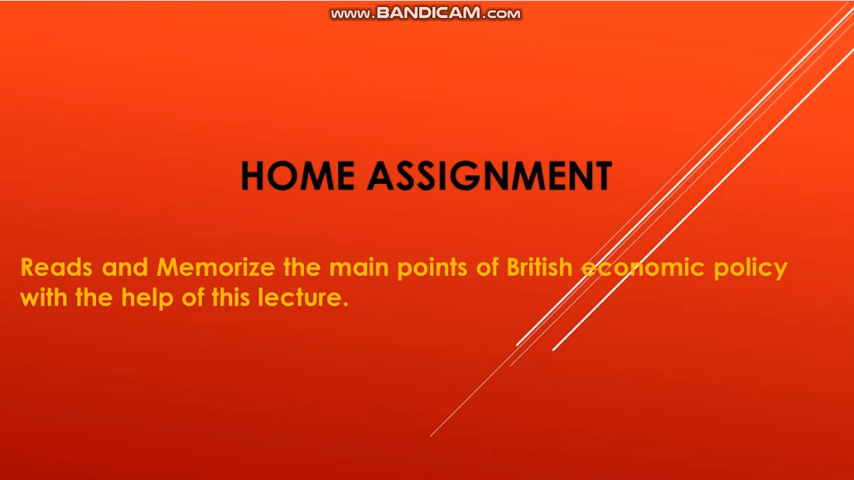 www.BANDICAM.com
HOME ASSIGNMENT
Reads and Memorize the main points of British economic policy
with the help of this lecture.